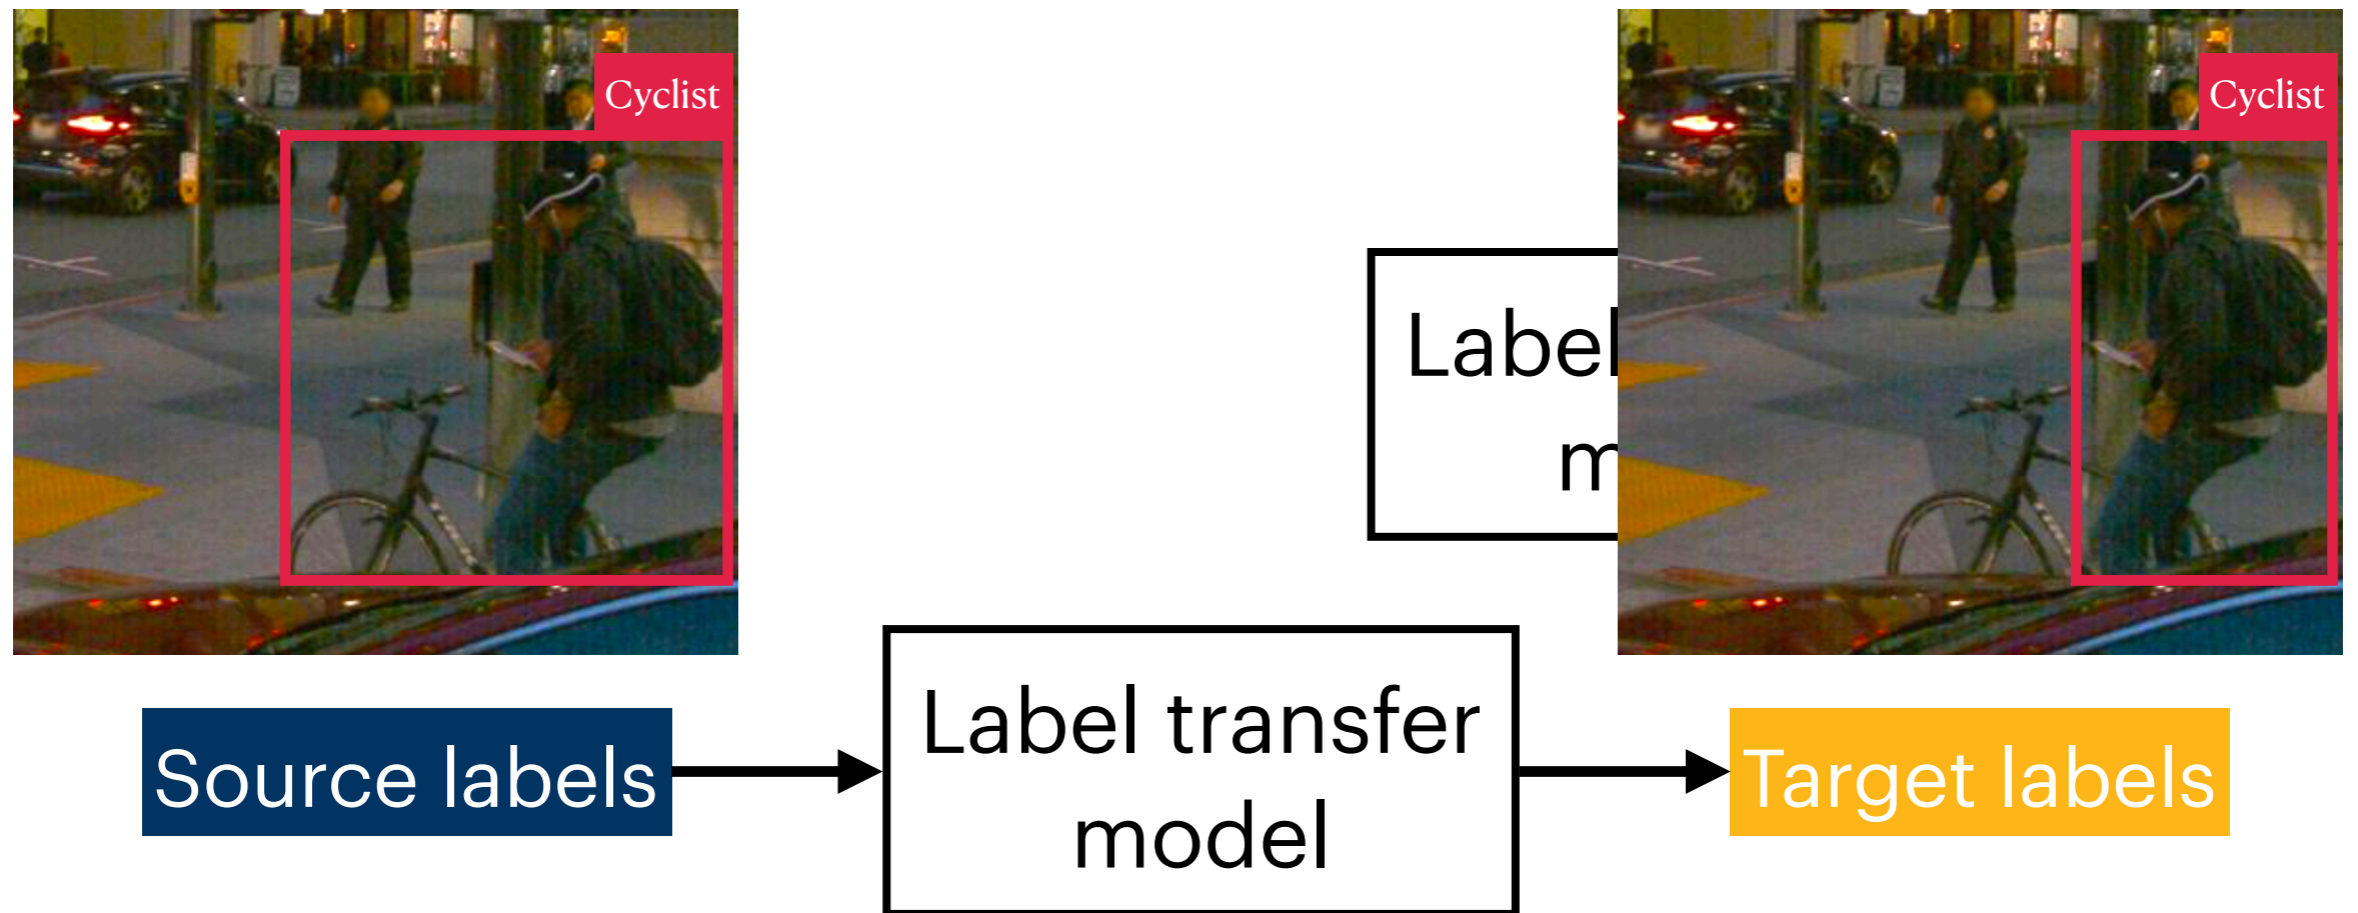 Cyclist
Cyclist
Label
m
Source labels
Label transfer
model
Target labels